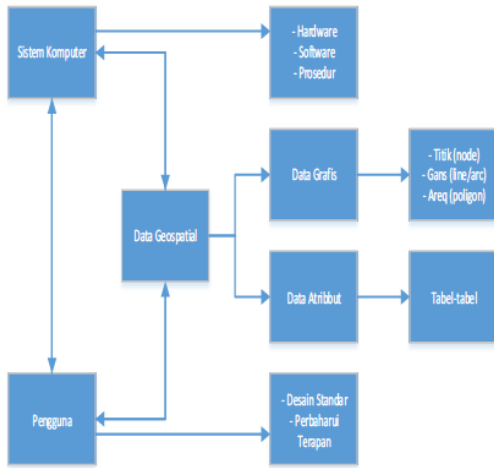 Sistem Komputer
- Hardware
- Software
- Prosedur
Data Geospatial
Data Grafis
- Titik (node)
- Gans (line/arc)
- Areq (poligon)
Data Atribbut
Tabel-tabel
Pengguna
- Desain Standar
- Perbaharui
Terapan